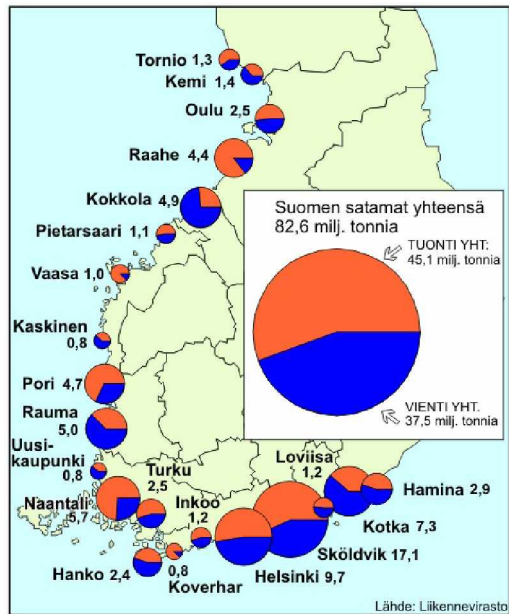 Tornio 1,3
Kemi 1,4
Oulu 2,5
Raahe 4,4
Kokkola 4,9
Pietarsaari 1,1
Vaasa 1,0
Kaskinen
0,8
Pori 4,7
Rauma
5,0
Uusi-
kaupunki
0,8
Naantali
5,7
Turku
2,5
Inkoo
1,2
Hanko 2,4
0,8
Koverhar
Helsinki 9,7
Sköldvik 17,1
Loviisa
1,2
Kotka 7,3
Hamina 2,9
Suomen satamat yhteensä
82,6 milj. tonnia
TUONTI YHT:
45,1 milj. tonnia
VIENTI YHT.
37,5 milj. tonnia
Lähde: Liikennevirasto